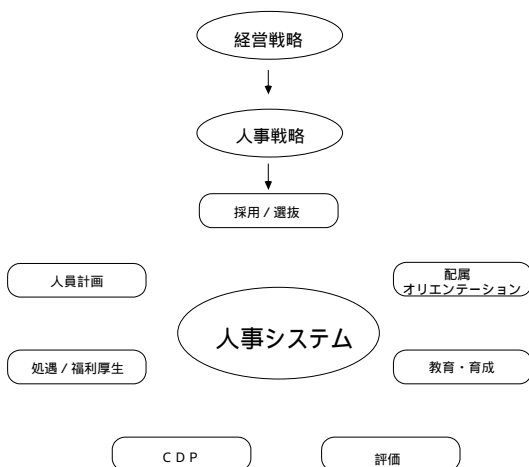 経営戦略
人事戦略
採用 / 選抜
人員計画
配属
オリエンテーション
人事システム
処遇 / 福利厚生
教育・育成
ＣＤＰ
評価